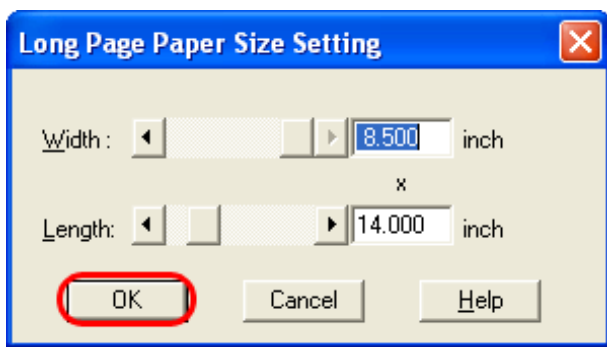 Long Page Paper Size Setting
Width : 8.500 inch
x
Length: 14.000 inch
OK Cancel Help